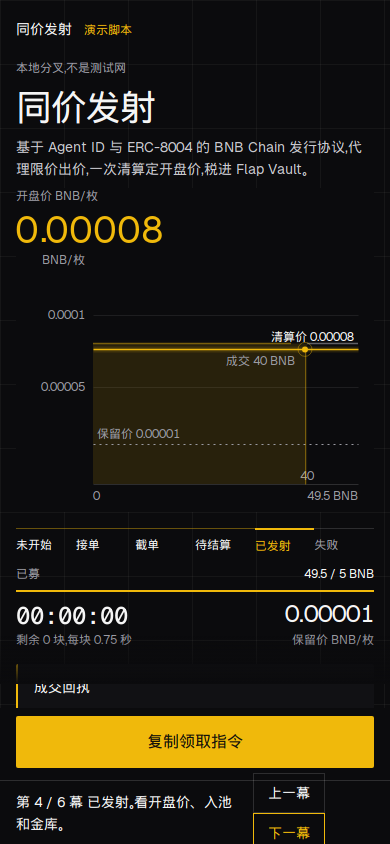 同价发射 演示脚本
本地分叉,不是测试网
同价发射
基于 Agent ID 与 ERC-8004 的 BNB Chain 发行协议,代
理限价出价,一次清算定开盘价,税进 Flap Vault。
开盘价 BNB/枚
0.00008
BNB/枚
0.0001
清算价 0.00008
成交 40 BNB
0.00005
保留价 0.00001
40
0 49.5 BNB
未开始 接单 截单 待结算 已发射 失败
已募 49.5 / 5 BNB
00:00:00 0.00001
剩余 0 块,每块 0.75 秒 保留价 BNB/枚
成交回执
复制领取指令
第 4 / 6 幕 已发射。看开盘价、入池
和金库。
上一幕
下一幕